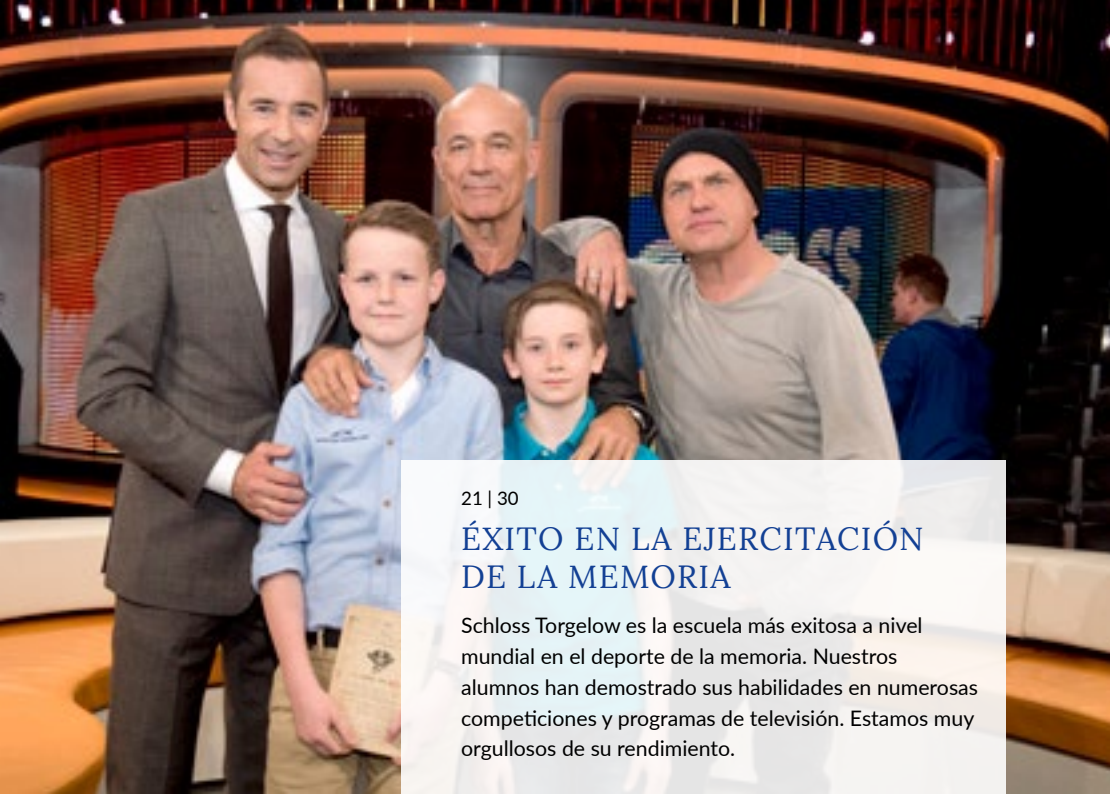 21 | 30
ÉXITO EN LA EJERCITACIÓN
DE LA MEMORIA
Schloss Torgelow es la escuela más exitosa a nivel
mundial en el deporte de la memoria. Nuestros
alumnos han demostrado sus habilidades en numerosas
competiciones y programas de televisión. Estamos muy
orgullosos de su rendimiento.